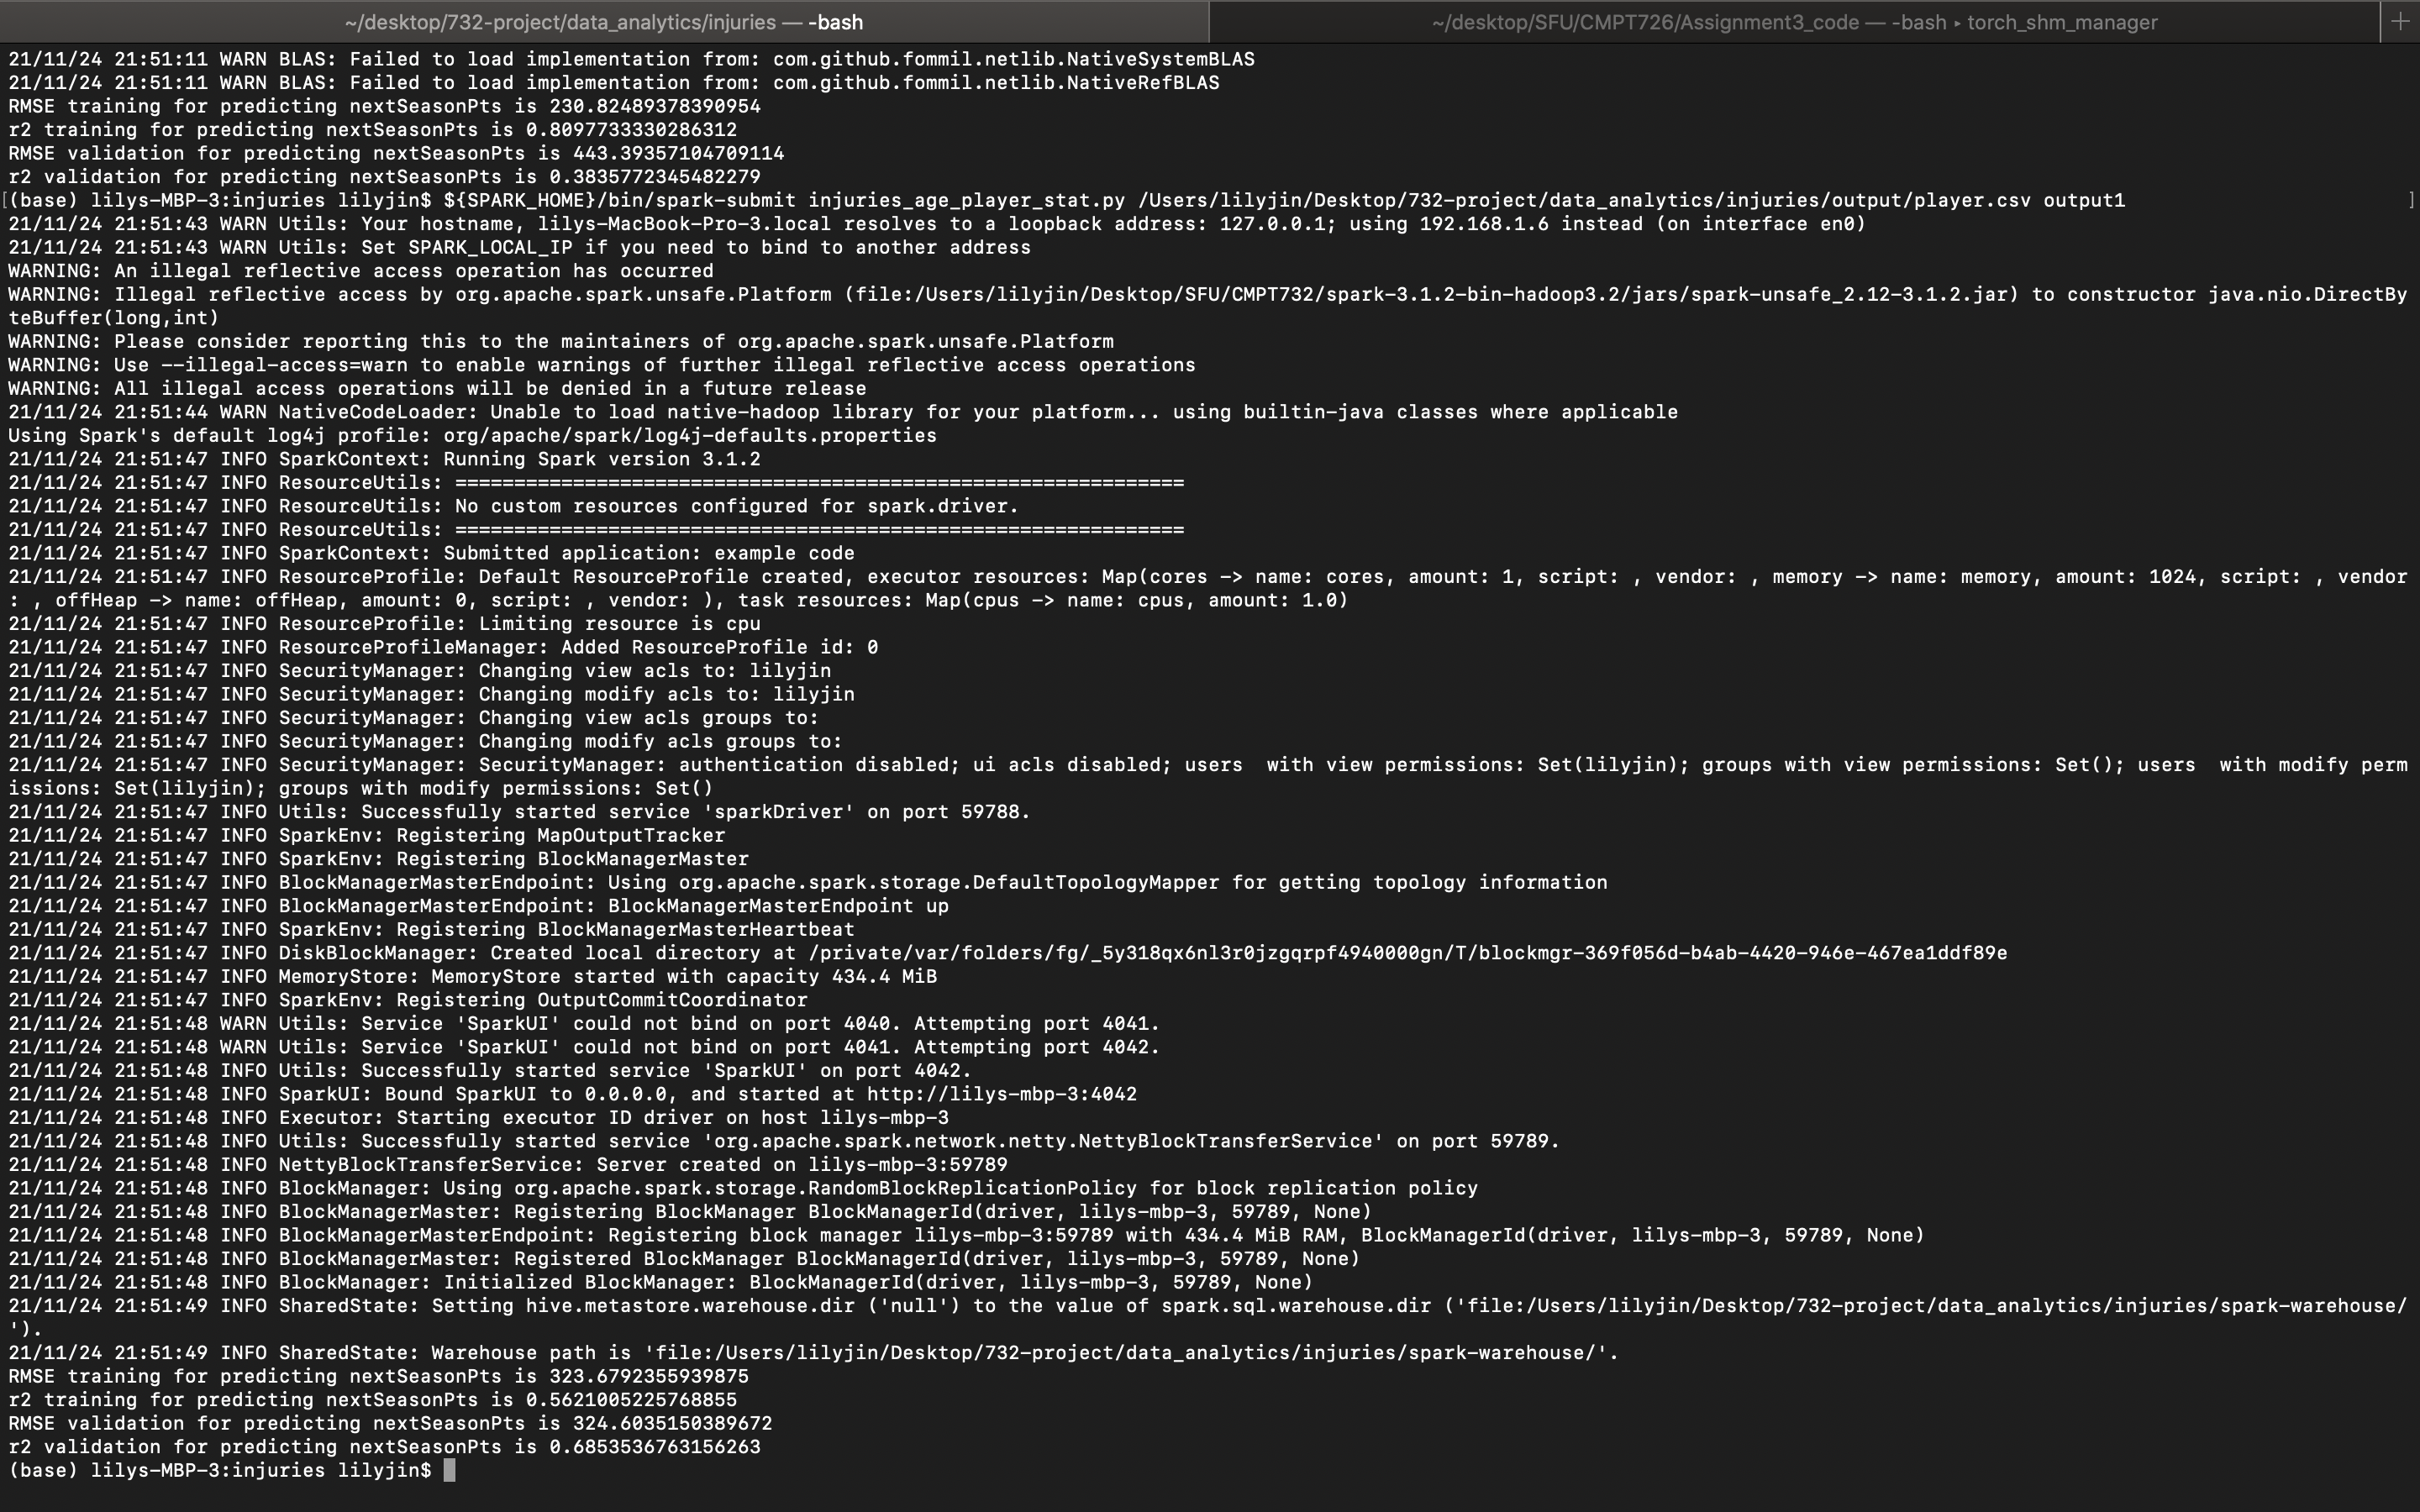 ~/desktop/732-project/data_analytics/injuries — -bash
~/desktop/SFU/CMPT726/Assignment3_code — -bash ▸ torch_shm_manager
+
21/11/24 21:51:11 WARN BLAS: Failed to load implementation from: com.github.fommil.netlib.NativeSystemBLAS
21/11/24 21:51:11 WARN BLAS: Failed to load implementation from: com.github.fommil.netlib.NativeRefBLAS
RMSE training for predicting nextSeasonPts is 230.82489378390954
r2 training for predicting nextSeasonPts is 0.8097733330286312
RMSE validation for predicting nextSeasonPts is 443.39357104709114
r2 validation for predicting nextSeasonPts is 0.3835772345482279
[(base) lilys-MBP-3:injuries lilyjin$ ${SPARK_HOME}/bin/spark-submit injuries_age_player_stat.py /Users/lilyjin/Desktop/732-project/data_analytics/injuries/output/player.csv output1 ]
21/11/24 21:51:43 WARN Utils: Your hostname, lilys-MacBook-Pro-3.local resolves to a loopback address: 127.0.0.1; using 192.168.1.6 instead (on interface en0)
21/11/24 21:51:43 WARN Utils: Set SPARK_LOCAL_IP if you need to bind to another address
WARNING: An illegal reflective access operation has occurred
WARNING: Illegal reflective access by org.apache.spark.unsafe.Platform (file:/Users/lilyjin/Desktop/SFU/CMPT732/spark-3.1.2-bin-hadoop3.2/jars/spark-unsafe_2.12-3.1.2.jar) to constructor java.nio.DirectBy
teBuffer(long,int)
WARNING: Please consider reporting this to the maintainers of org.apache.spark.unsafe.Platform
WARNING: Use --illegal-access=warn to enable warnings of further illegal reflective access operations
WARNING: All illegal access operations will be denied in a future release
21/11/24 21:51:44 WARN NativeCodeLoader: Unable to load native-hadoop library for your platform... using builtin-java classes where applicable
Using Spark's default log4j profile: org/apache/spark/log4j-defaults.properties
21/11/24 21:51:47 INFO SparkContext: Running Spark version 3.1.2
21/11/24 21:51:47 INFO ResourceUtils: ==============================================================
21/11/24 21:51:47 INFO ResourceUtils: No custom resources configured for spark.driver.
21/11/24 21:51:47 INFO ResourceUtils: ==============================================================
21/11/24 21:51:47 INFO SparkContext: Submitted application: example code
21/11/24 21:51:47 INFO ResourceProfile: Default ResourceProfile created, executor resources: Map(cores -> name: cores, amount: 1, script: , vendor: , memory -> name: memory, amount: 1024, script: , vendor
: , offHeap -> name: offHeap, amount: 0, script: , vendor: ), task resources: Map(cpus -> name: cpus, amount: 1.0)
21/11/24 21:51:47 INFO ResourceProfile: Limiting resource is cpu
21/11/24 21:51:47 INFO ResourceProfileManager: Added ResourceProfile id: 0
21/11/24 21:51:47 INFO SecurityManager: Changing view acls to: lilyjin
21/11/24 21:51:47 INFO SecurityManager: Changing modify acls to: lilyjin
21/11/24 21:51:47 INFO SecurityManager: Changing view acls groups to:
21/11/24 21:51:47 INFO SecurityManager: Changing modify acls groups to:
21/11/24 21:51:47 INFO SecurityManager: SecurityManager: authentication disabled; ui acls disabled; users  with view permissions: Set(lilyjin); groups with view permissions: Set(); users  with modify perm
issions: Set(lilyjin); groups with modify permissions: Set()
21/11/24 21:51:47 INFO Utils: Successfully started service 'sparkDriver' on port 59788.
21/11/24 21:51:47 INFO SparkEnv: Registering MapOutputTracker
21/11/24 21:51:47 INFO SparkEnv: Registering BlockManagerMaster
21/11/24 21:51:47 INFO BlockManagerMasterEndpoint: Using org.apache.spark.storage.DefaultTopologyMapper for getting topology information
21/11/24 21:51:47 INFO BlockManagerMasterEndpoint: BlockManagerMasterEndpoint up
21/11/24 21:51:47 INFO SparkEnv: Registering BlockManagerMasterHeartbeat
21/11/24 21:51:47 INFO DiskBlockManager: Created local directory at /private/var/folders/fg/_5y318qx6nl3r0jzgqrpf4940000gn/T/blockmgr-369f056d-b4ab-4420-946e-467ea1ddf89e
21/11/24 21:51:47 INFO MemoryStore: MemoryStore started with capacity 434.4 MiB
21/11/24 21:51:47 INFO SparkEnv: Registering OutputCommitCoordinator
21/11/24 21:51:48 WARN Utils: Service 'SparkUI' could not bind on port 4040. Attempting port 4041.
21/11/24 21:51:48 WARN Utils: Service 'SparkUI' could not bind on port 4041. Attempting port 4042.
21/11/24 21:51:48 INFO Utils: Successfully started service 'SparkUI' on port 4042.
21/11/24 21:51:48 INFO SparkUI: Bound SparkUI to 0.0.0.0, and started at http://lilys-mbp-3:4042
21/11/24 21:51:48 INFO Executor: Starting executor ID driver on host lilys-mbp-3
21/11/24 21:51:48 INFO Utils: Successfully started service 'org.apache.spark.network.netty.NettyBlockTransferService' on port 59789.
21/11/24 21:51:48 INFO NettyBlockTransferService: Server created on lilys-mbp-3:59789
21/11/24 21:51:48 INFO BlockManager: Using org.apache.spark.storage.RandomBlockReplicationPolicy for block replication policy
21/11/24 21:51:48 INFO BlockManagerMaster: Registering BlockManager BlockManagerId(driver, lilys-mbp-3, 59789, None)
21/11/24 21:51:48 INFO BlockManagerMasterEndpoint: Registering block manager lilys-mbp-3:59789 with 434.4 MiB RAM, BlockManagerId(driver, lilys-mbp-3, 59789, None)
21/11/24 21:51:48 INFO BlockManagerMaster: Registered BlockManager BlockManagerId(driver, lilys-mbp-3, 59789, None)
21/11/24 21:51:48 INFO BlockManager: Initialized BlockManager: BlockManagerId(driver, lilys-mbp-3, 59789, None)
21/11/24 21:51:49 INFO SharedState: Setting hive.metastore.warehouse.dir ('null') to the value of spark.sql.warehouse.dir ('file:/Users/lilyjin/Desktop/732-project/data_analytics/injuries/spark-warehouse/
').
21/11/24 21:51:49 INFO SharedState: Warehouse path is 'file:/Users/lilyjin/Desktop/732-project/data_analytics/injuries/spark-warehouse/'.
RMSE training for predicting nextSeasonPts is 323.6792355939875
r2 training for predicting nextSeasonPts is 0.5621005225768855
RMSE validation for predicting nextSeasonPts is 324.6035150389672
r2 validation for predicting nextSeasonPts is 0.6853536763156263
(base) lilys-MBP-3:injuries lilyjin$